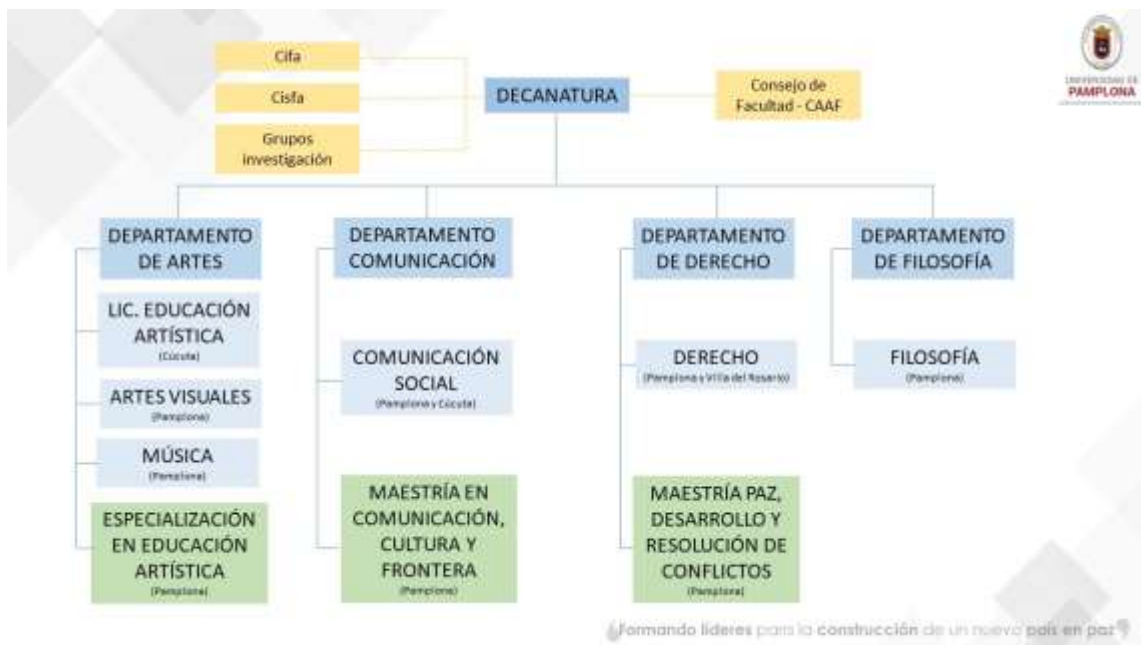 Cifa
Cisfa
Grupos
investigación
DECANATURA
Consejo de
Facultad - CAAF
UNIVERSIDAD DE
PAMPLONA
DEPARTAMENTO
DE ARTES
LIC. EDUCACIÓN
ARTÍSTICA
(Cúcuta)
ARTES VISUALES
(Pamplona)
MÚSICA
(Pamplona)
ESPECIALIZACIÓN
EN EDUCACIÓN
ARTÍSTICA
(Pamplona)
DEPARTAMENTO
COMUNICACIÓN
COMUNICACIÓN
SOCIAL
(Pamplona y Cúcuta)
MAESTRÍA EN
COMUNICACIÓN,
CULTURA Y
FRONTERA
(Pamplona)
DEPARTAMENTO
DE DERECHO
DERECHO
(Pamplona y Villa del Rosario)
MAESTRÍA PAZ,
DESARROLLO Y
RESOLUCIÓN DE
CONFLICTOS
(Pamplona)
DEPARTAMENTO
DE FILOSOFÍA
FILOSOFÍA
(Pamplona)
Formando líderes para la construcción de un nuevo país en paz